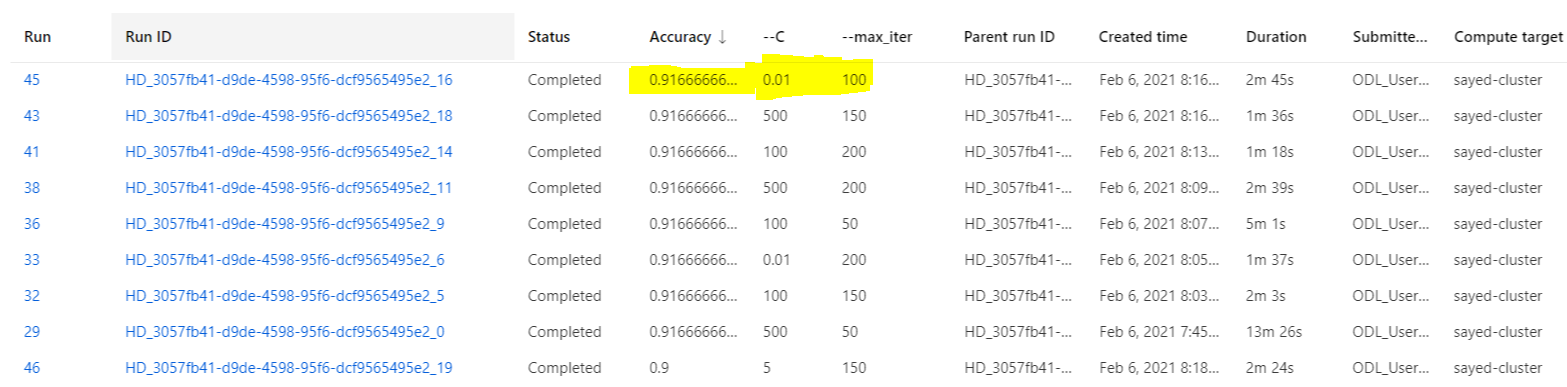 Run Run ID Status Accuracy ↓ --C --max_iter Parent run ID Created time Duration Submitte... Compute target
45 HD_3057fb41-d9de-4598-95f6-dcf9565495e2_16 Completed 0.91666666... 0.01 100 HD_3057fb41-... Feb 6, 2021 8:16... 2m 45s ODL_User... sayed-cluster
43 HD_3057fb41-d9de-4598-95f6-dcf9565495e2_18 Completed 0.91666666... 500 150 HD_3057fb41-... Feb 6, 2021 8:16... 1m 36s ODL_User... sayed-cluster
41 HD_3057fb41-d9de-4598-95f6-dcf9565495e2_14 Completed 0.91666666... 100 200 HD_3057fb41-... Feb 6, 2021 8:13... 1m 18s ODL_User... sayed-cluster
38 HD_3057fb41-d9de-4598-95f6-dcf9565495e2_11 Completed 0.91666666... 500 200 HD_3057fb41-... Feb 6, 2021 8:09... 2m 39s ODL_User... sayed-cluster
36 HD_3057fb41-d9de-4598-95f6-dcf9565495e2_9 Completed 0.91666666... 100 50 HD_3057fb41-... Feb 6, 2021 8:07... 5m 1s ODL_User... sayed-cluster
33 HD_3057fb41-d9de-4598-95f6-dcf9565495e2_6 Completed 0.91666666... 0.01 200 HD_3057fb41-... Feb 6, 2021 8:05... 1m 37s ODL_User... sayed-cluster
32 HD_3057fb41-d9de-4598-95f6-dcf9565495e2_5 Completed 0.91666666... 100 150 HD_3057fb41-... Feb 6, 2021 8:03... 2m 3s ODL_User... sayed-cluster
29 HD_3057fb41-d9de-4598-95f6-dcf9565495e2_0 Completed 0.91666666... 500 50 HD_3057fb41-... Feb 6, 2021 7:45... 13m 26s ODL_User... sayed-cluster
46 HD_3057fb41-d9de-4598-95f6-dcf9565495e2_19 Completed 0.9 5 150 HD_3057fb41-... Feb 6, 2021 8:18... 2m 24s ODL_User... sayed-cluster